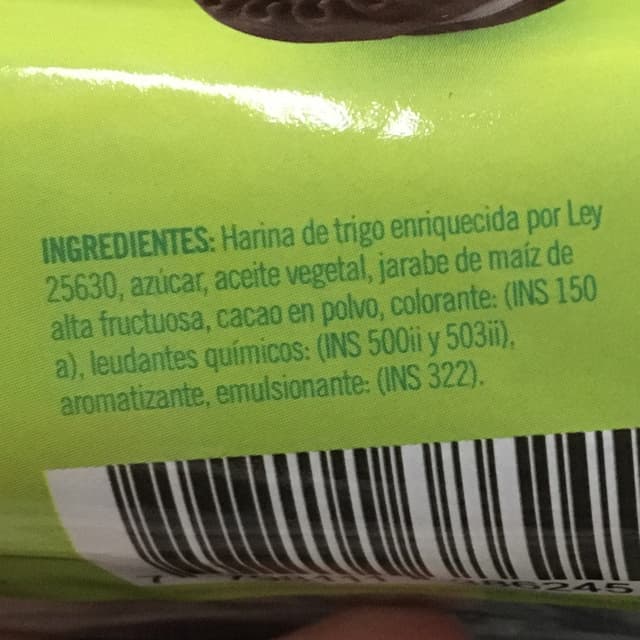 INGREDIENTES: Harina de trigo enriquecida por Ley
25630, azúcar, aceite vegetal, jarabe de maíz de
alta fructuosa, cacao en polvo, colorante: (INS 150
a), leudantes químicos: (INS 500ii y 503ii),
aromatizante, emulsionante: (INS 322).